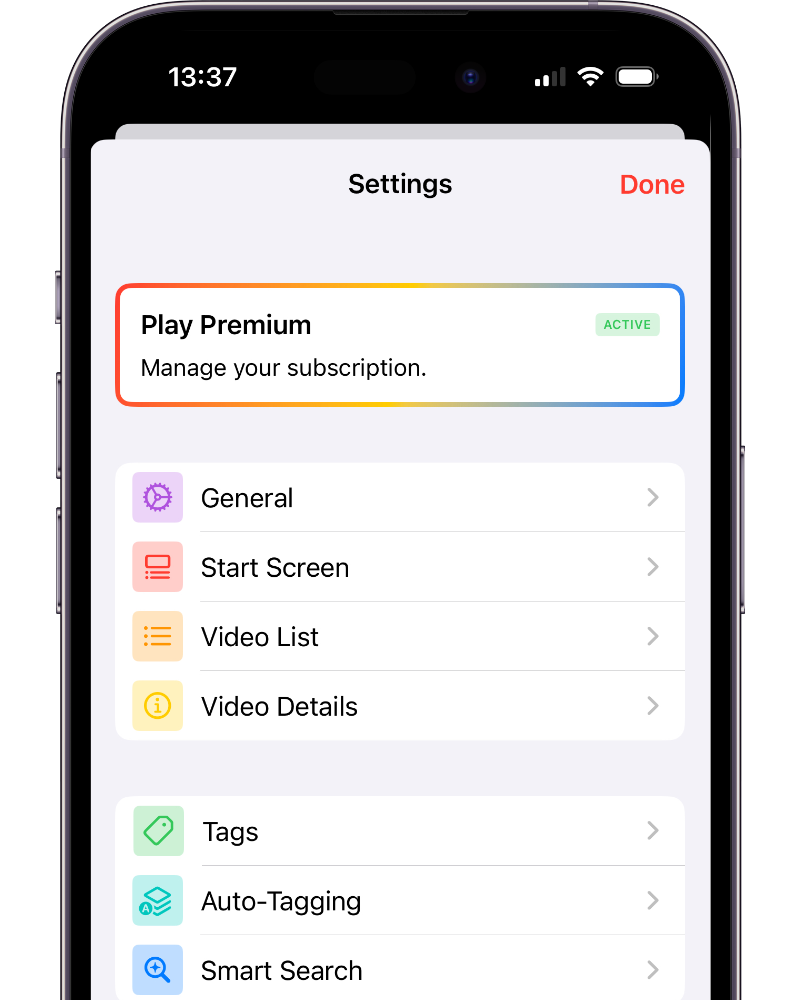 13:37
Settings
Done
Play Premium
ACTIVE
Manage your subscription.
General
Start Screen
Video List
Video Details
Tags
A
Auto-Tagging
Smart Search